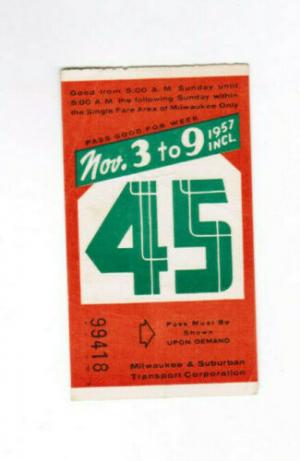 Good from 5:00 A.M. Sunday until
5:00 A.M. the following Sunday within
the Single Fare Area of Milwaukee Only
PASS GOOD FOR WEEK
Nov. 3 to 9 1957 INCL.
45
99418
Pass Must Be
Shown
UPON DEMAND
Milwaukee & Suburban
Transport Corporation